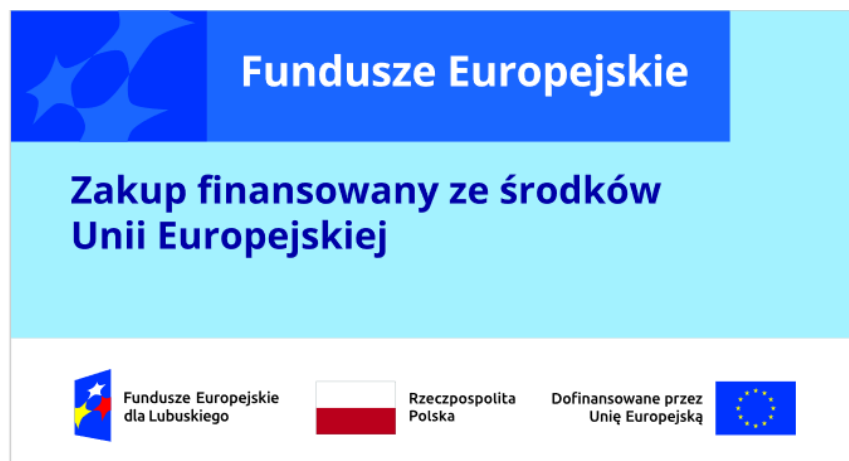 Fundusze Europejskie
Zakup finansowany ze środków
Unii Europejskiej
Fundusze Europejskie
dla Lubuskiego
Rzeczpospolita
Polska
Dofinansowane przez
Unię Europejską